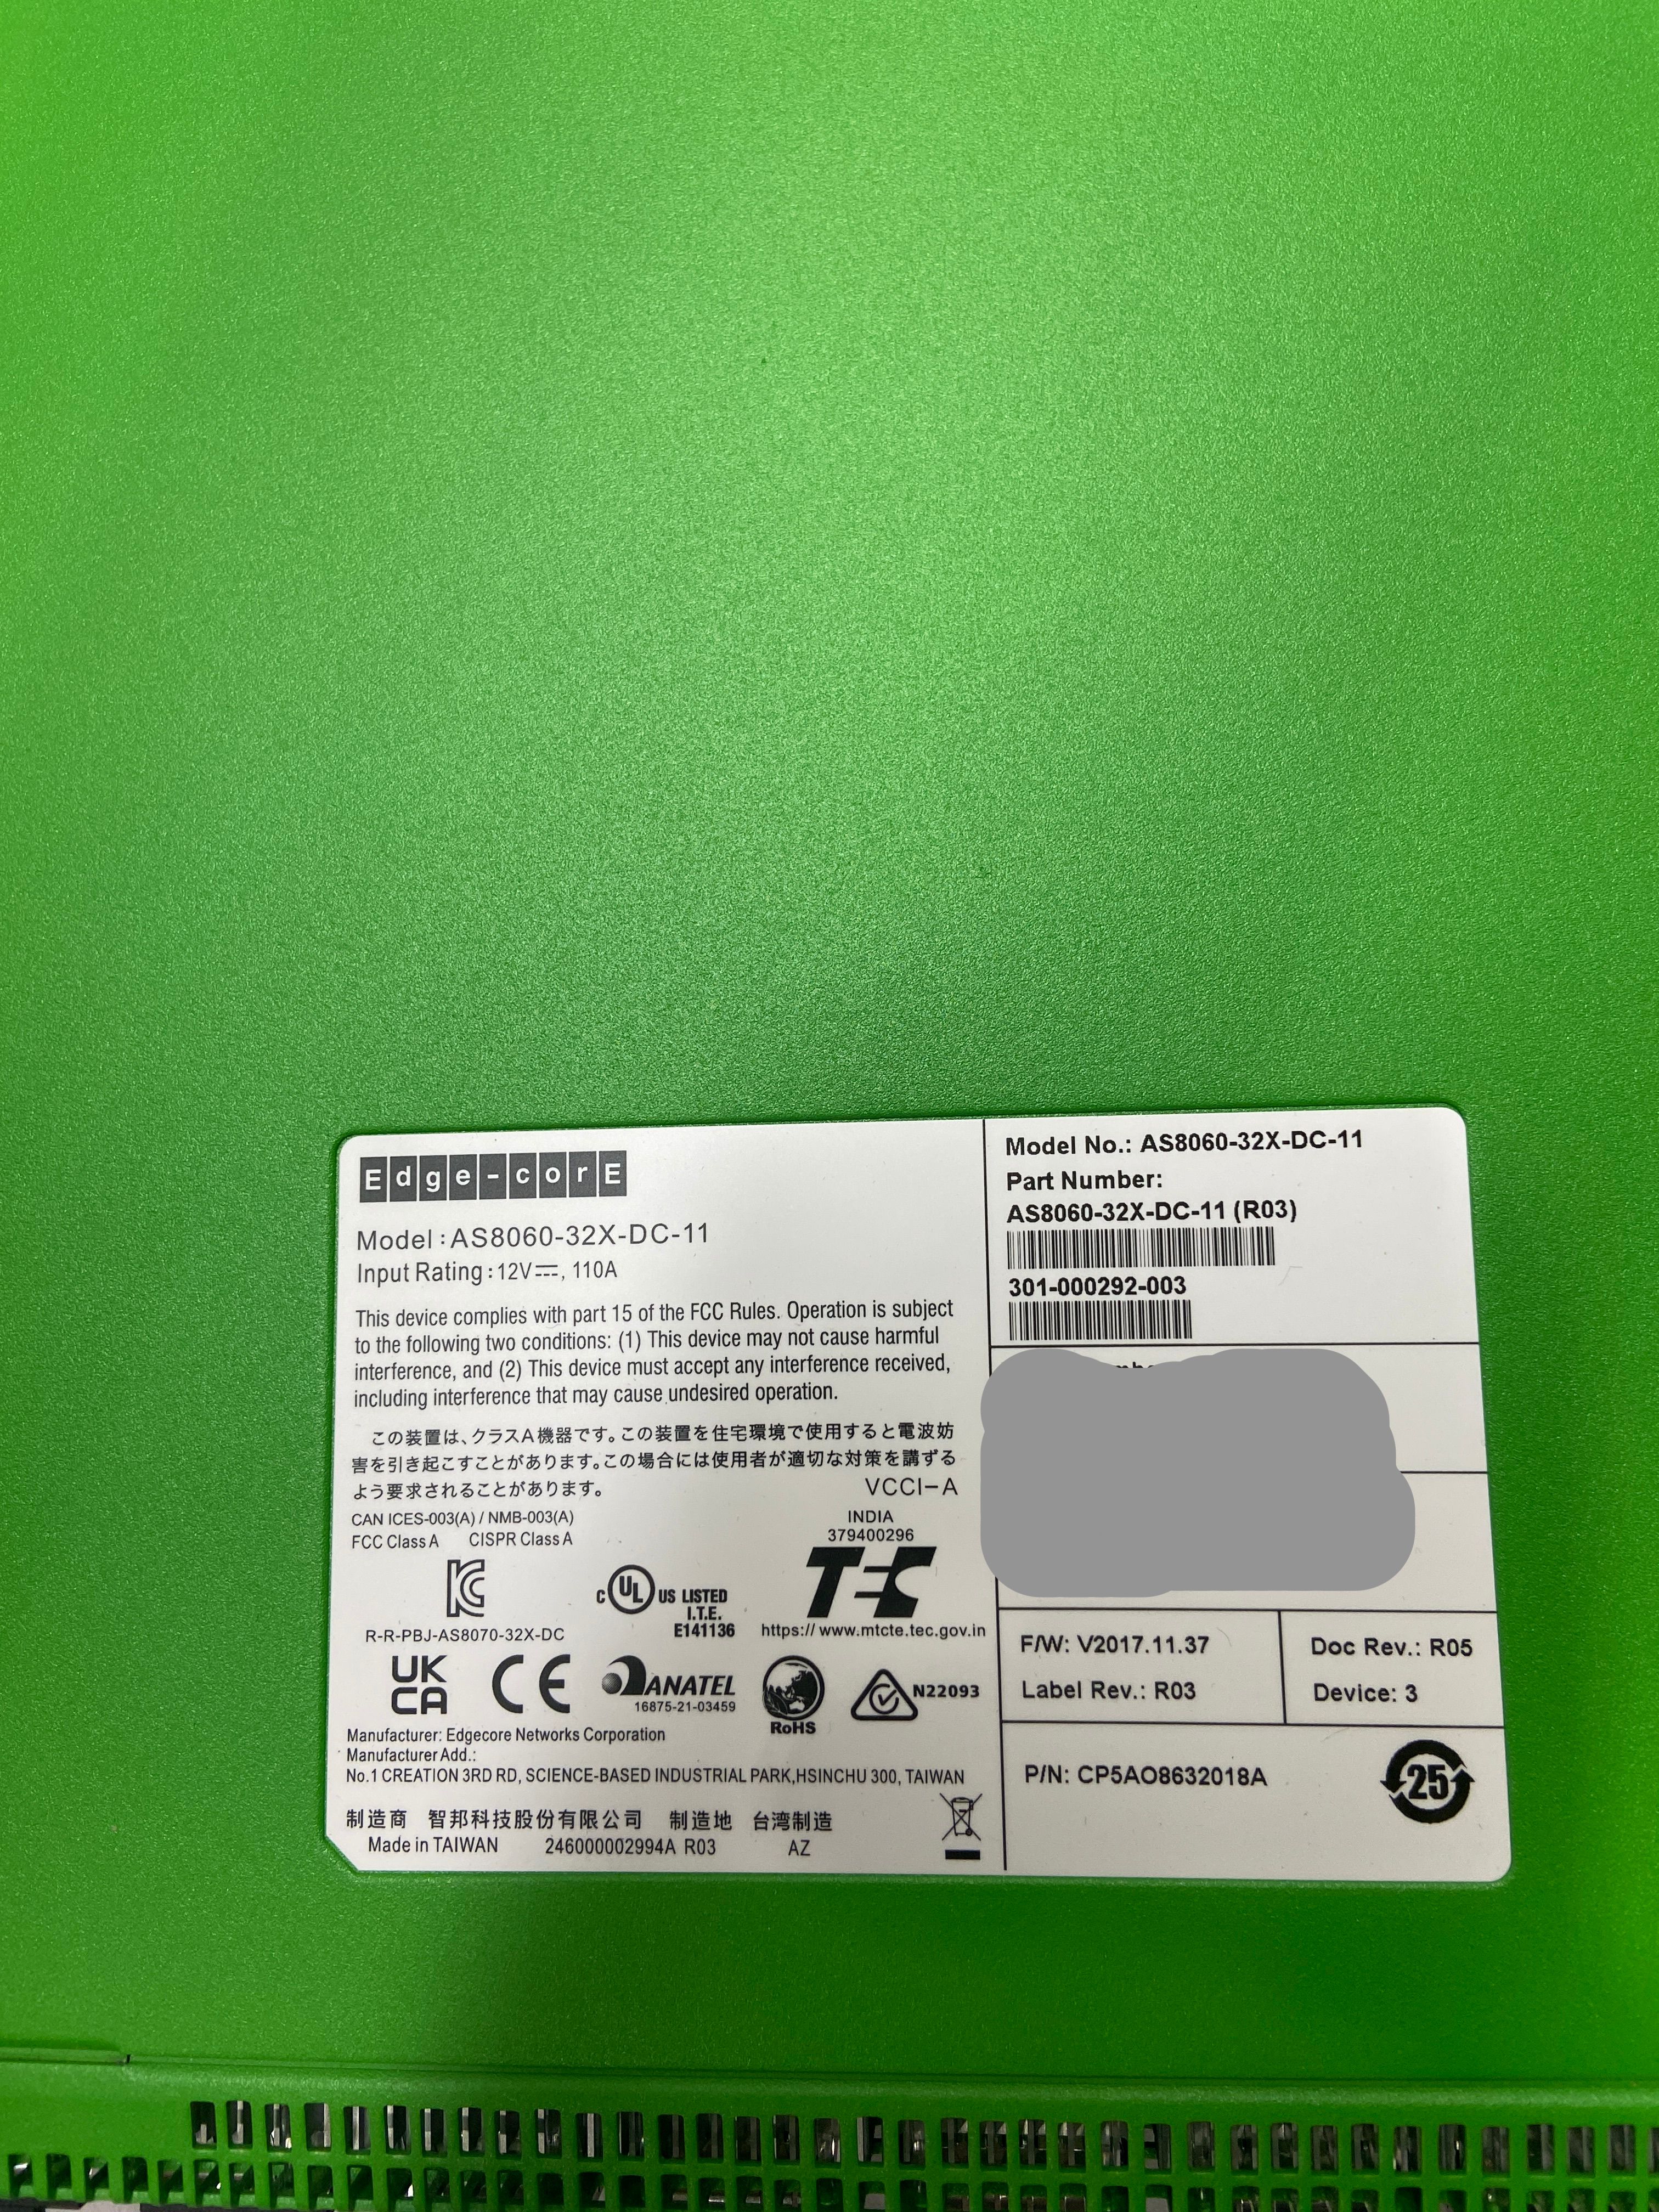 Edge-corE
Model : AS8060-32X-DC-11
Input Rating : 12V⎓, 110A
This device complies with part 15 of the FCC Rules. Operation is subject
to the following two conditions: (1) This device may not cause harmful
interference, and (2) This device must accept any interference received,
including interference that may cause undesired operation.
この装置は、クラスA機器です。この装置を住宅環境で使用すると電波妨
害を引き起こすことがあります。この場合には使用者が適切な対策を講ずる
よう要求されることがあります。
VCCI-A
CAN ICES-003(A) / NMB-003(A)
FCC Class A CISPR Class A
INDIA
379400296
TEC
https:// www.mtcte.tec.gov.in
KC
R-R-PBJ-AS8070-32X-DC
C UL US LISTED
I.T.E.
E141136
UK
CA
CE
ANATEL
16875-21-03459
RoHS
N22093
Manufacturer: Edgecore Networks Corporation
Manufacturer Add.:
No.1 CREATION 3RD RD, SCIENCE-BASED INDUSTRIAL PARK,HSINCHU 300, TAIWAN
制造商 智邦科技股份有限公司 制造地 台湾制造
Made in TAIWAN 246000002994A R03 AZ
Model No.: AS8060-32X-DC-11
Part Number:
AS8060-32X-DC-11 (R03)
301-000292-003
F/W: V2017.11.37
Label Rev.: R03
Doc Rev.: R05
Device: 3
P/N: CP5AO8632018A
25